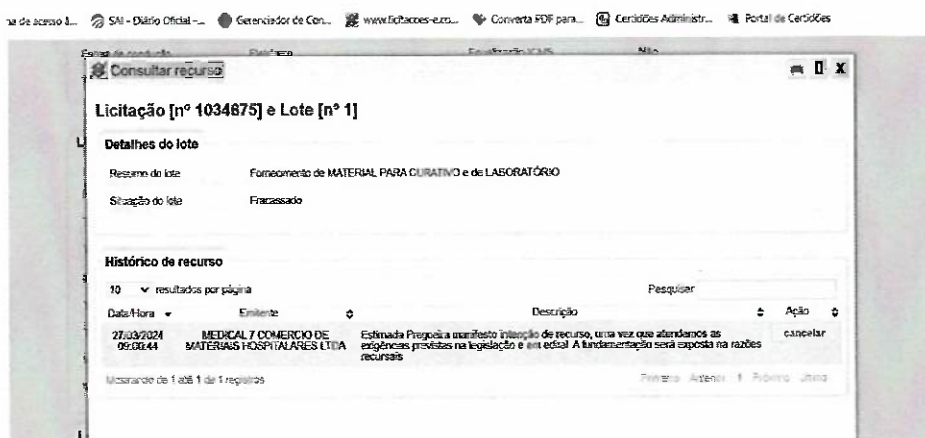 SAI - Diário Oficial -... Gerenciador de Con... www.licitacoes-e.co... Converta PDF para... Certidões Administr... Portal de Certidões
Não
Consultar recurso X
Licitação [nº 1034675] e Lote [nº 1]
Detalhes do lote
Resumo do lote Fornecimento de MATERIAL PARA CURATIVO e de LABORATÓRIO
Situação do lote Fracassado
Histórico de recurso
10 resultados por página Pesquisar
Data/Hora Emitente Descrição Ação
27/03/2024 MEDICAL 7 COMERCIO DE Estimada Pregoeira manifesto intenção de recurso, uma vez que atendemos as cancelar
09:00:44 MATERIAIS HOSPITALARES LTDA exigências previstas na legislação e em edital A fundamentação será exposta na razões
recursais
Mostrando de 1 até 1 de 1 registros Primeiro Anterior 1 Próximo Último